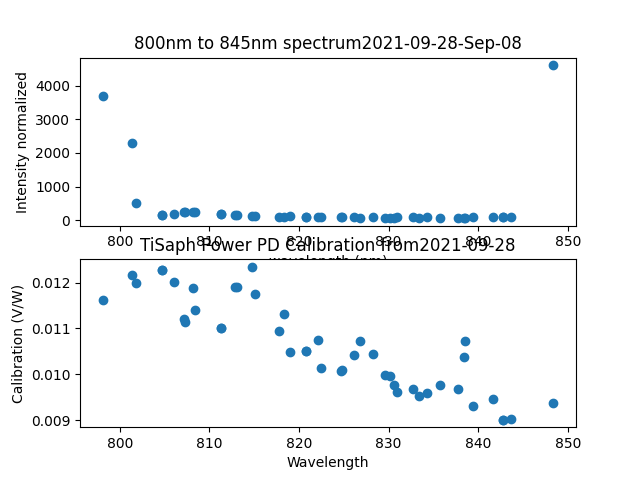 800nm to 845nm spectrum2021-09-28-Sep-08
Intensity normalized
4000
3000
2000
1000
0
800 810 820 830 840 850
wavelength (nm)
TiSaph Power PD Calibration from2021-09-28
Calibration (V/W)
0.012
0.011
0.010
0.009
800 810 820 830 840 850
Wavelength